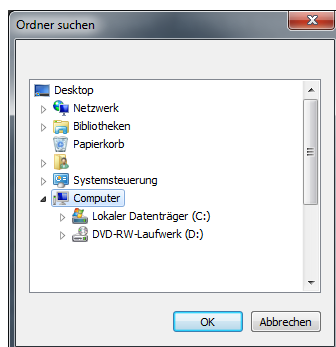 Ordner suchen
Desktop
Netzwerk
Bibliotheken
Papierkorb
Systemsteuerung
Computer
Lokaler Datenträger (C:)
DVD-RW-Laufwerk (D:)
OK
Abbrechen